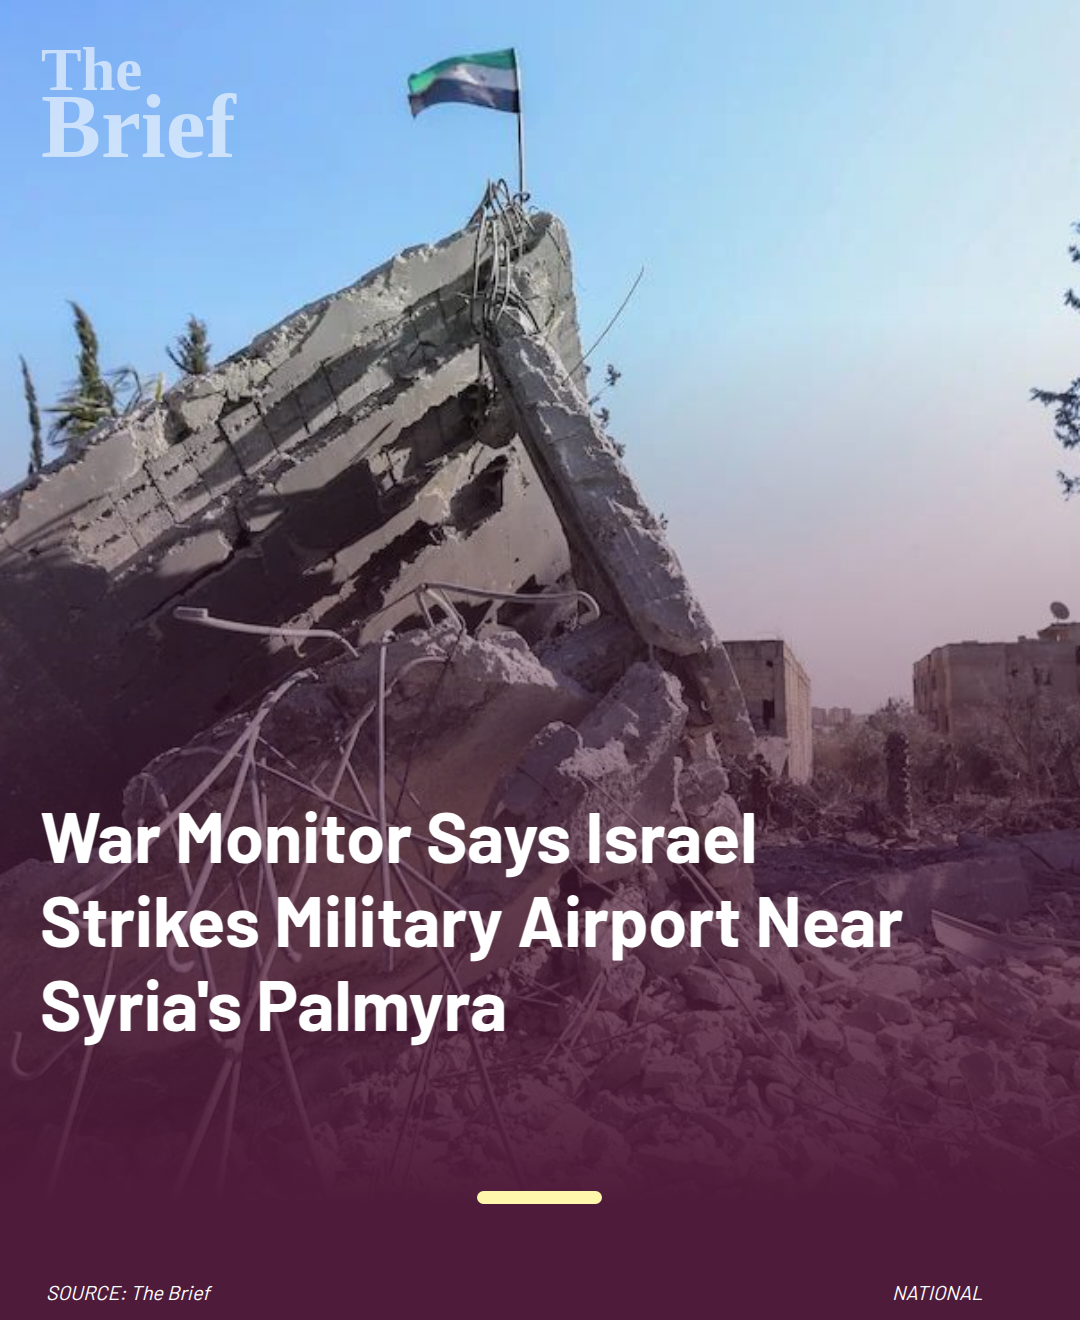 The
Brief
War Monitor Says Israel
Strikes Military Airport Near
Syria's Palmyra
SOURCE: The Brief
NATIONAL